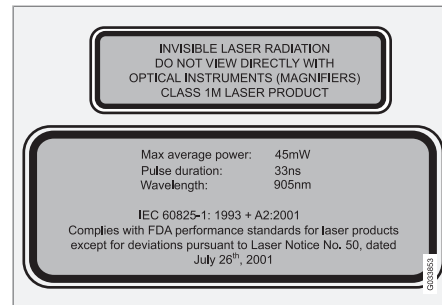 INVISIBLE LASER RADIATION
DO NOT VIEW DIRECTLY WITH
OPTICAL INSTRUMENTS (MAGNIFIERS)
CLASS 1M LASER PRODUCT
Max average power: 45mW
Pulse duration: 33ns
Wavelength: 905nm
IEC 60825-1: 1993 + A2:2001
Complies with FDA performance standards for laser products
except for deviations pursuant to Laser Notice No. 50, dated
July 26th, 2001
G033853